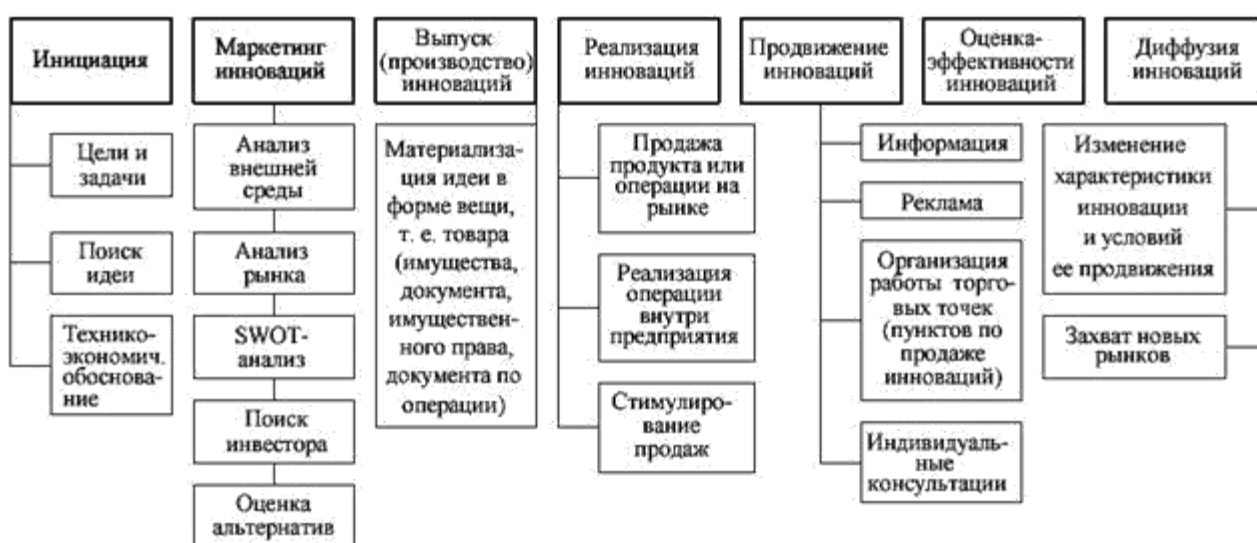 Инициация
Маркетинг
инноваций
Выпуск
(производство)
инноваций
Реализация
инноваций
Продвижение
инноваций
Оценка-
эффективности
инноваций
Диффузия
инноваций
Цели и
задачи
Поиск
идеи
Технико-
экономич.
обоснова-
ние
Анализ
внешней
среды
Анализ
рынка
SWOT-
анализ
Поиск
инвестора
Оценка
альтернатив
Материализа-
ция идеи в
форме вещи,
т. е. товара
(имущества,
документа,
имуществен-
ного права,
документа по
операции)
Продажа
продукта или
операции на
рынке
Реализация
операции
внутри
предприятия
Стимулиро-
вание
продаж
Информация
Реклама
Организация
работы торго-
вых точек
(пунктов по
продаже
инноваций)
Индивидуаль-
ные
консультации
Изменение
характеристики
инновации
и условий
ее продвижения
Захват новых
рынков